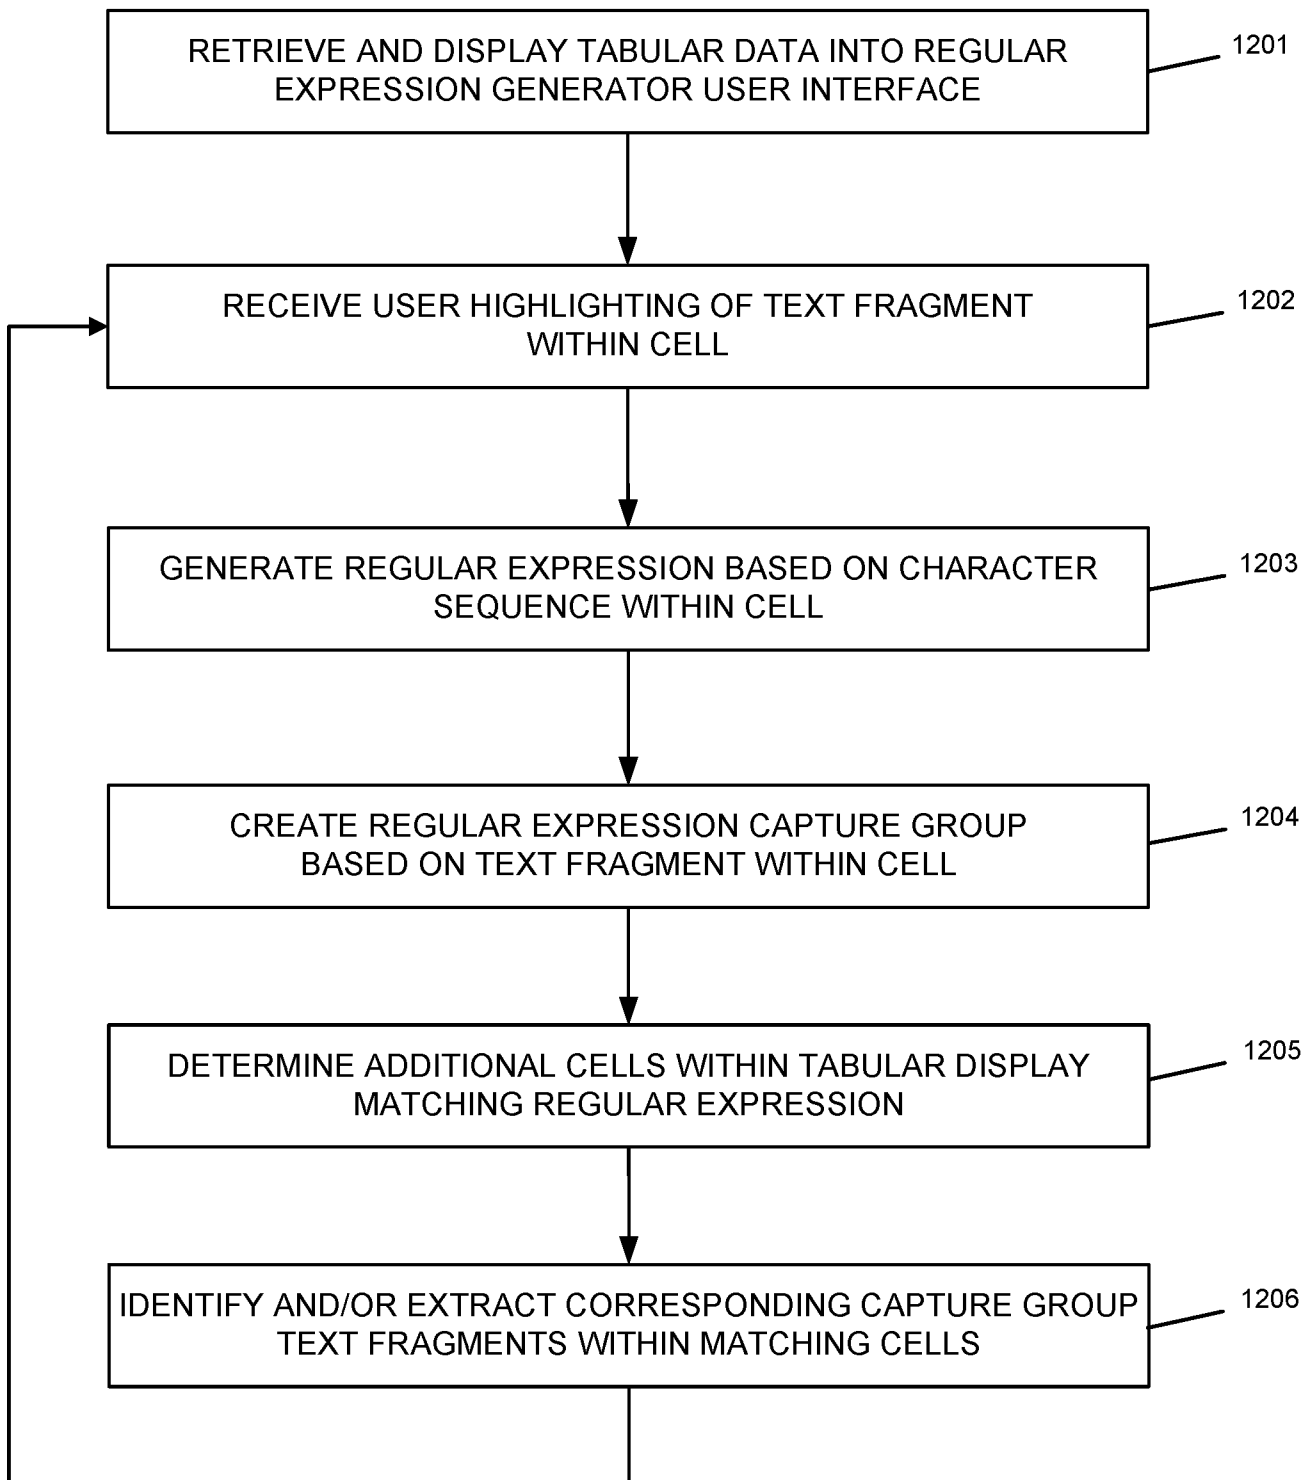 RETRIEVE AND DISPLAY TABULAR DATA INTO REGULAR
EXPRESSION GENERATOR USER INTERFACE
1201
RECEIVE USER HIGHLIGHTING OF TEXT FRAGMENT
WITHIN CELL
1202
GENERATE REGULAR EXPRESSION BASED ON CHARACTER
SEQUENCE WITHIN CELL
1203
CREATE REGULAR EXPRESSION CAPTURE GROUP
BASED ON TEXT FRAGMENT WITHIN CELL
1204
DETERMINE ADDITIONAL CELLS WITHIN TABULAR DISPLAY
MATCHING REGULAR EXPRESSION
1205
IDENTIFY AND/OR EXTRACT CORRESPONDING CAPTURE GROUP
TEXT FRAGMENTS WITHIN MATCHING CELLS
1206